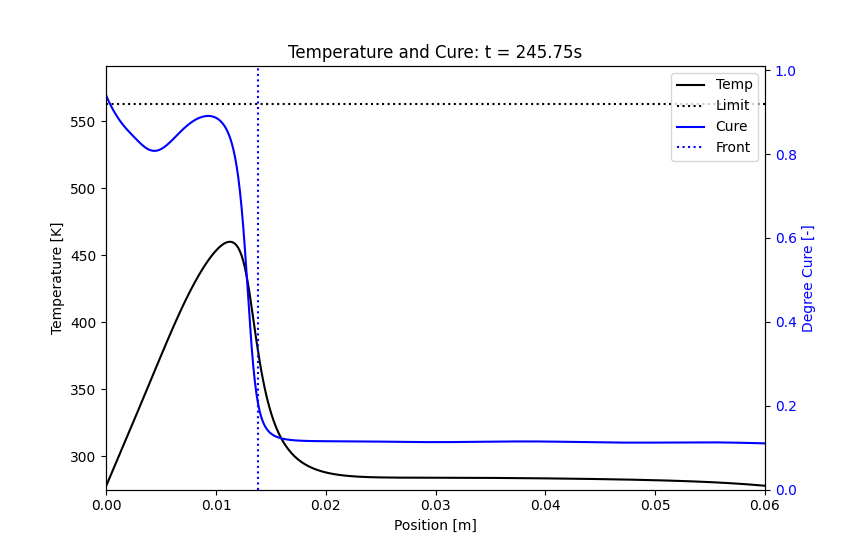 Temperature and Cure: t = 245.75s
Temp
Limit
Cure
Front
Temperature [K]
550
500
450
400
350
300
Degree Cure [-]
1.0
0.8
0.6
0.4
0.2
0.0
0.00 0.01 0.02 0.03 0.04 0.05 0.06
Position [m]